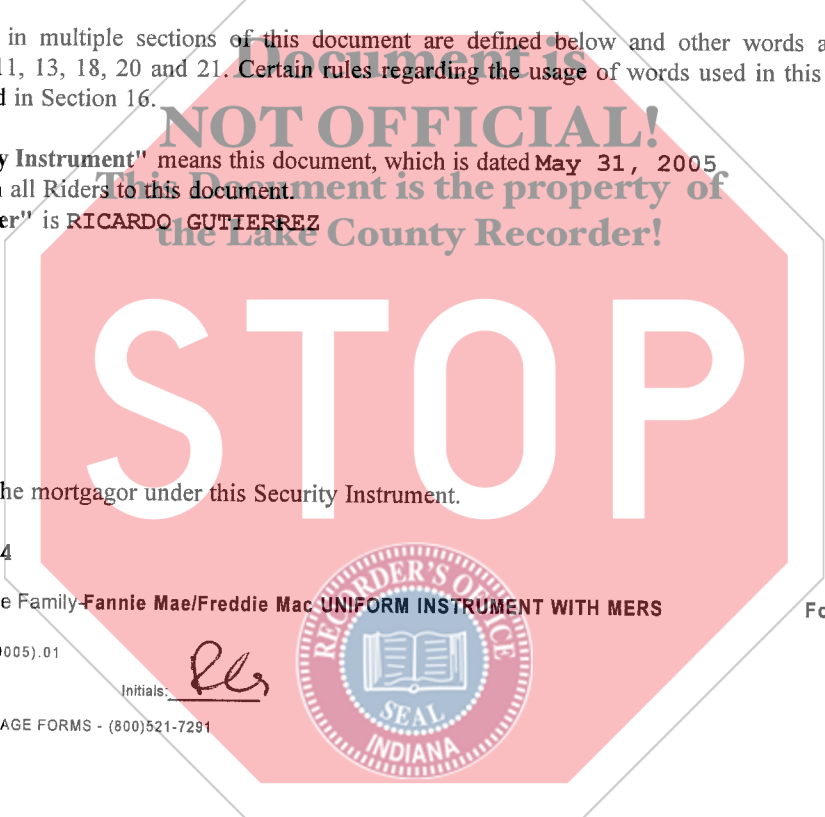 in multiple sections of this document are defined below and other words a
11, 13, 18, 20 and 21. Certain rules regarding the usage of words used in this
d in Section 16.
Document is
NOT OFFICIAL!
This Document is the property of
the Lake County Recorder!
y Instrument" means this document, which is dated May 31, 2005
all Riders to this document.
er" is RICARDO GUTIERREZ
STOP
he mortgagor under this Security Instrument.
4
e Family-Fannie Mae/Freddie Mac UNIFORM INSTRUMENT WITH MERS
Fo
0005).01
Initials:
AGE FORMS - (800)521-7291
RECORDER'S OFFICE
SEAL
INDIANA